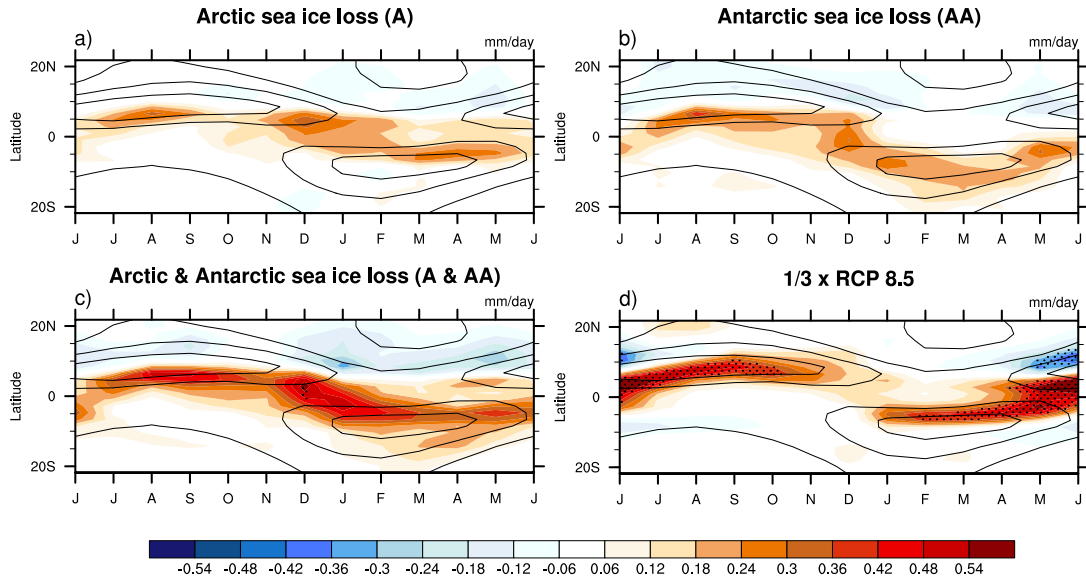 Arctic sea ice loss (A)
Antarctic sea ice loss (AA)
a)
mm/day
b)
mm/day
Latitude
20N
0
20S
J J A S O N D J F M A M J
Latitude
20N
0
20S
J J A S O N D J F M A M J
Arctic & Antarctic sea ice loss (A & AA)
1/3 x RCP 8.5
c)
mm/day
d)
mm/day
Latitude
20N
0
20S
J J A S O N D J F M A M J
Latitude
20N
0
20S
J J A S O N D J F M A M J
-0.54 -0.48 -0.42 -0.36 -0.3 -0.24 -0.18 -0.12 -0.06 0.06 0.12 0.18 0.24 0.3 0.36 0.42 0.48 0.54